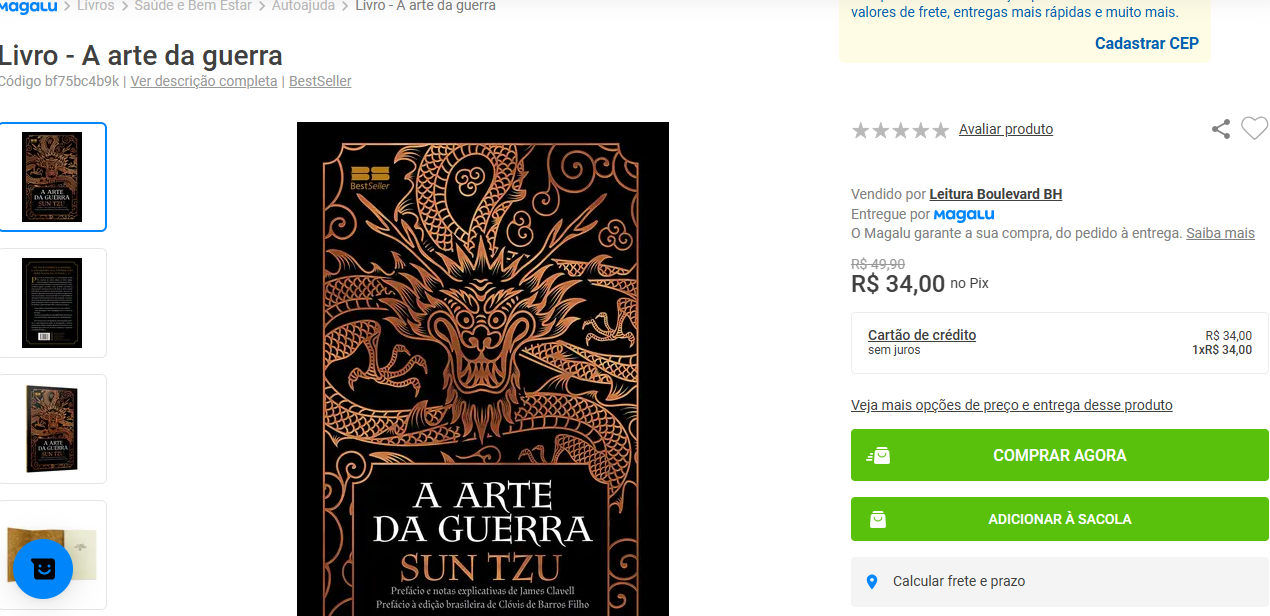 Magalu > Livros > Saúde e Bem Estar > Autoajuda > Livro - A arte da guerra
valores de frete, entregas mais rápidas e muito mais.
Cadastrar CEP
Livro - A arte da guerra
Código bf75bc4b9k | Ver descrição completa | BestSeller
Avaliar produto
Vendido por Leitura Boulevard BH
Entregue por Magalu
O Magalu garante a sua compra, do pedido à entrega. Saiba mais
R$ 49,90
R$ 34,00 no Pix
Cartão de crédito R$ 34,00
sem juros 1xR$ 34,00
Veja mais opções de preço e entrega desse produto
COMPRAR AGORA
ADICIONAR À SACOLA
Calcular frete e prazo
BS
BestSeller
A ARTE
DA GUERRA
SUN TZU
Prefácio e notas explicativas de James Clavell
Prefácio à edição brasileira de Clóvis de Barros Filho
A ARTE
DA GUERRA
SUN TZU
A ARTE
DA GUERRA
SUN TZU